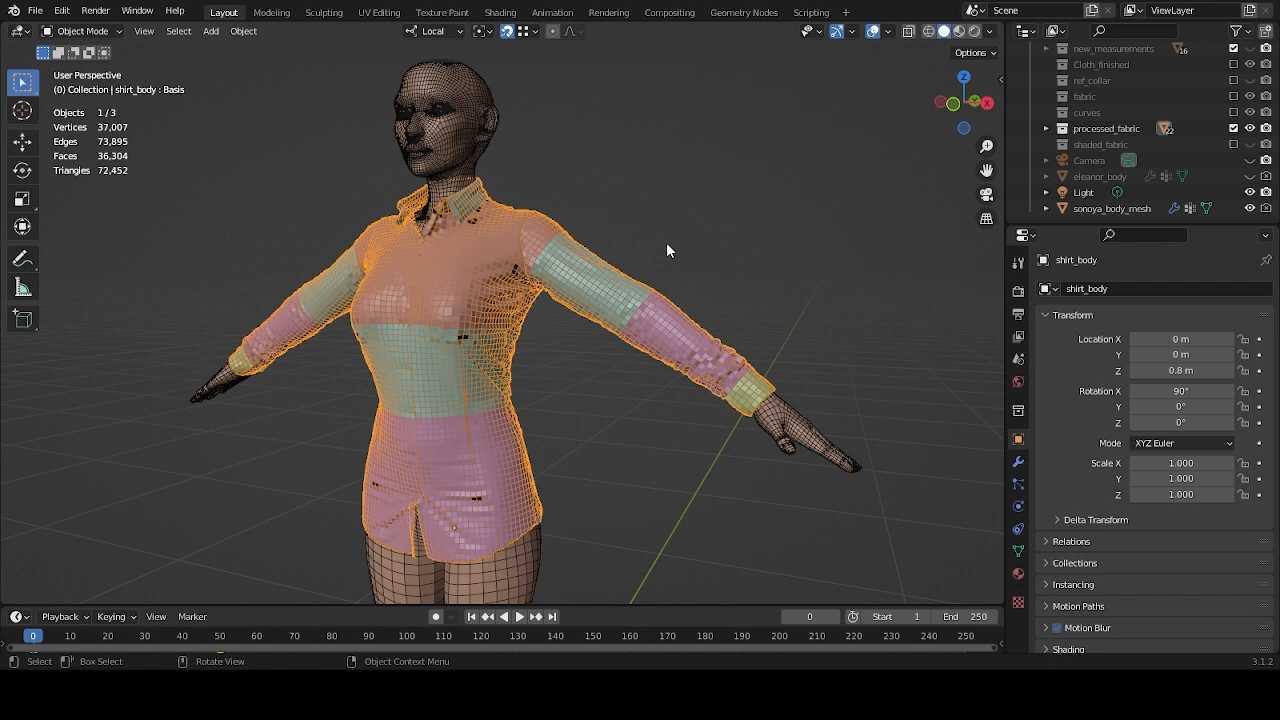 File Edit Render Window Help Layout Modeling Sculpting UV Editing Texture Paint Shading Animation Rendering Compositing Geometry Nodes Scripting + Scene ViewLayer
Object Mode View Select Add Object Local
Options
User Perspective
(0) Collection | shirt_body : Basis
Objects 1/3
Vertices 37,007
Edges 73,895
Faces 36,304
Triangles 72,452
Z
Y
X
new_measurements 16
Cloth_finished
ref_collar
fabric
curves
processed_fabric 22
shaded_fabric
Camera
eleanor_body
Light
sonoya_body_mesh
shirt_body
shirt_body
Transform
Location X 0 m
Y 0 m
Z 0.8 m
Rotation X 90°
Y 0°
Z 0°
Mode XYZ Euler
Scale X 1.000
Y 1.000
Z 1.000
Delta Transform
Relations
Collections
Instancing
Motion Paths
Motion Blur
Shading
Playback Keying View Marker 0 Start 1 End 250
0 10 20 30 40 50 60 70 80 90 100 110 120 130 140 150 160 170 180 190 200 210 220 230 240 250
Select Box Select Rotate View Object Context Menu 3.1.2